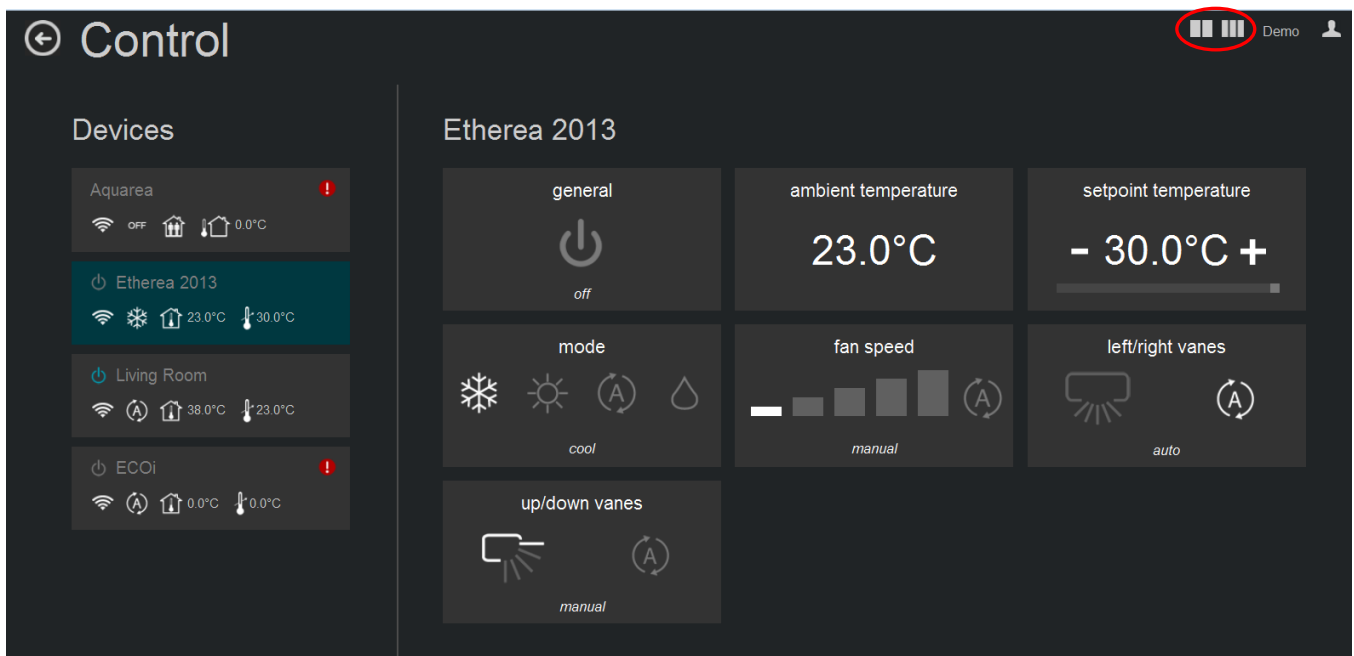 Control
Demo
Devices
Aquarea
OFF 0.0°C
Etherea 2013
23.0°C 30.0°C
Living Room
A 38.0°C 23.0°C
ECOi
A 0.0°C 0.0°C
Etherea 2013
general
off
ambient temperature
23.0°C
setpoint temperature
- 30.0°C +
mode
A
cool
fan speed
A
manual
left/right vanes
A
auto
up/down vanes
A
manual